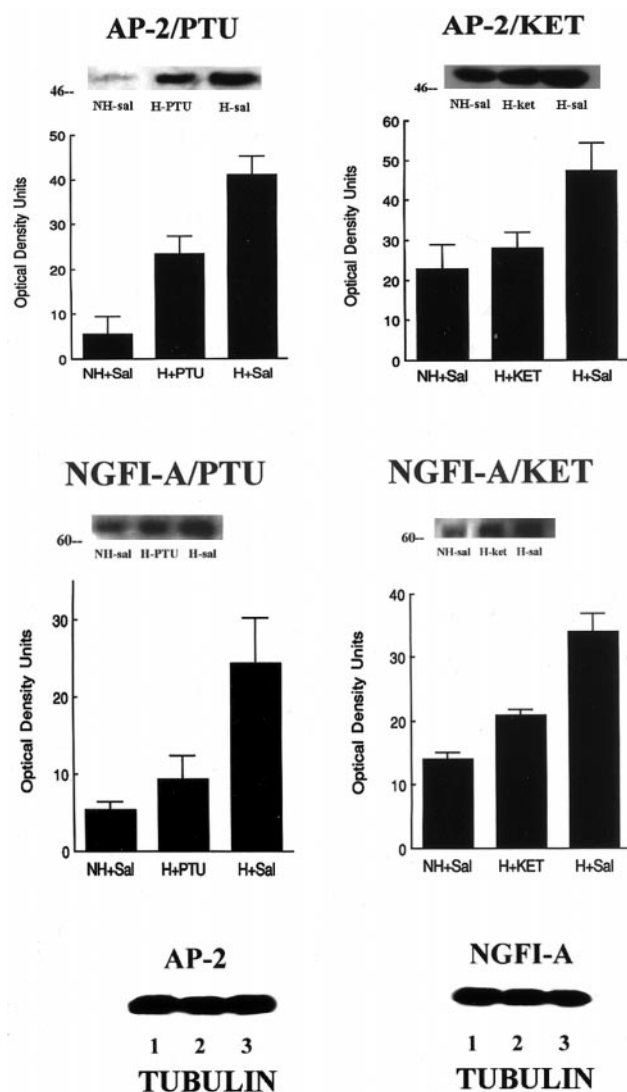 AP-2/PTU
46--
NH-sal H-PTU H-sal
Optical Density Units
50
40
30
20
10
0
NH+Sal H+PTU H+Sal
AP-2/KET
46--
NH-sal H-ket H-sal
Optical Density Units
60
50
40
30
20
10
0
NH+Sal H+KET H+Sal
NGFI-A/PTU
60--
NH-sal H-PTU H-sal
Optical Density Units
30
20
10
0
NH+Sal H+PTU H+Sal
NGFI-A/KET
60--
NH-sal H-ket H-sal
Optical Density Units
40
30
20
10
0
NH+Sal H+KET H+Sal
AP-2
1 2 3
TUBULIN
NGFI-A
1 2 3
TUBULIN